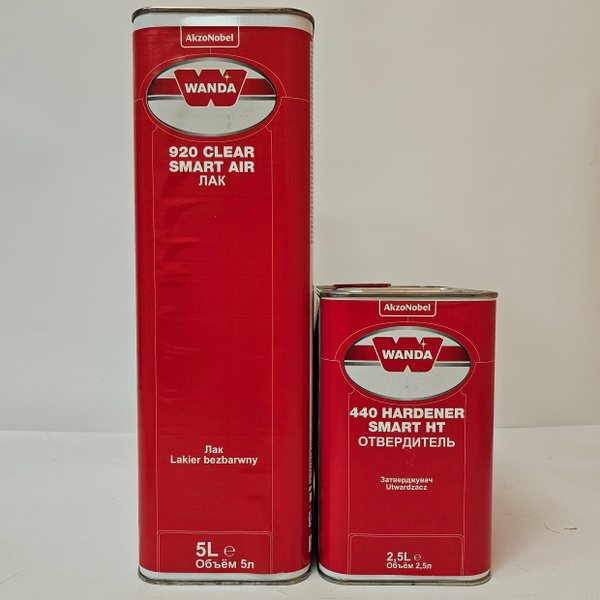 AkzoNobel
WANDA
920 CLEAR
SMART AIR
ЛАК
Лак
Lakier bezbarwny
5L ℮
Объём 5л
AkzoNobel
WANDA
440 HARDENER
SMART HT
ОТВЕРДИТЕЛЬ
Затверджувач
Utwardzacz
2,5L ℮
Объём 2,5л